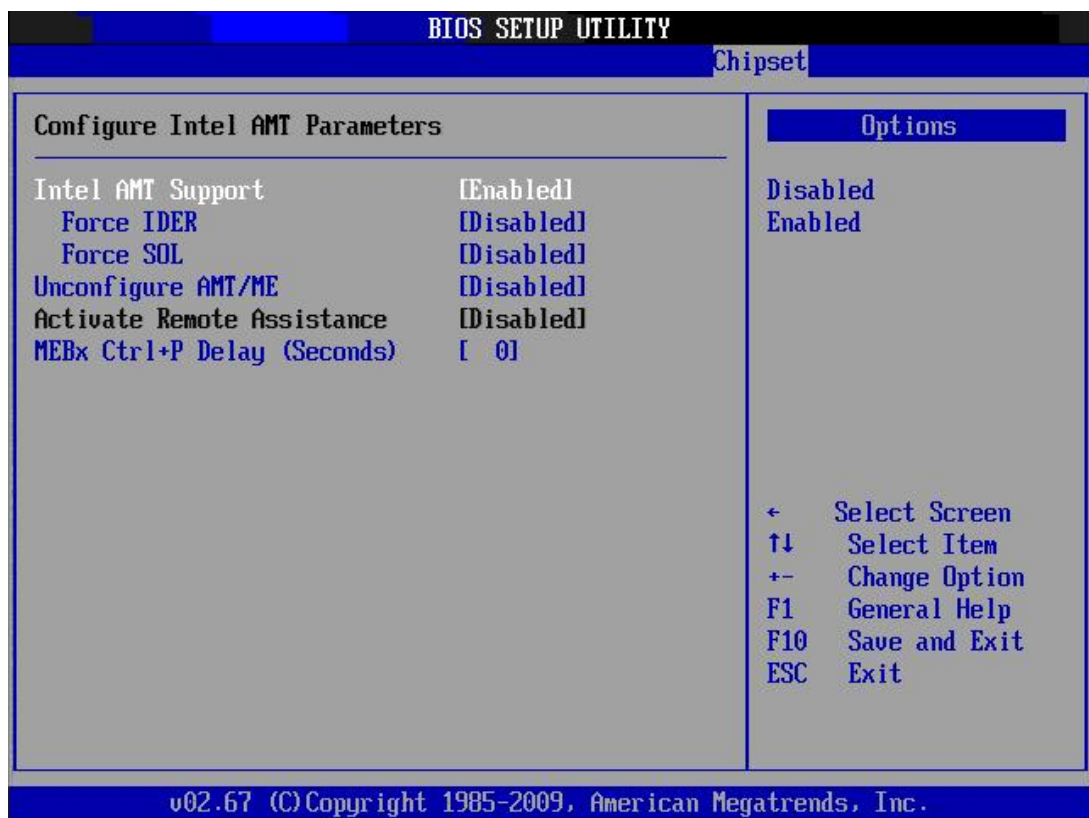 BIOS SETUP UTILITY
Chipset
Configure Intel AMT Parameters
Intel AMT Support [Enabled]
Force IDER [Disabled]
Force SOL [Disabled]
Unconfigure AMT/ME [Disabled]
Activate Remote Assistance [Disabled]
MEBx Ctrl+P Delay (Seconds) [ 0]
Options
Disabled
Enabled
← Select Screen
↑↓ Select Item
+- Change Option
F1 General Help
F10 Save and Exit
ESC Exit
v02.67 (C)Copyright 1985-2009, American Megatrends, Inc.